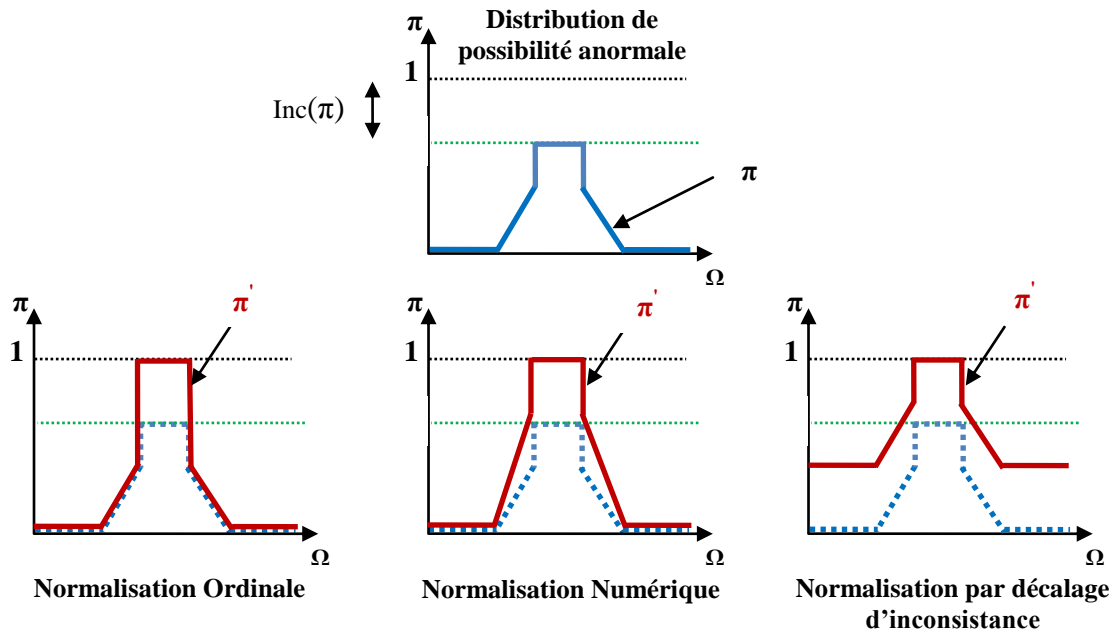 π
Distribution de
possibilité anormale
1
Inc(π)
π
Ω
π
π'
1
Ω
Normalisation Ordinale
π
π'
1
Ω
Normalisation Numérique
π
π'
1
Ω
Normalisation par décalage
d’inconsistance